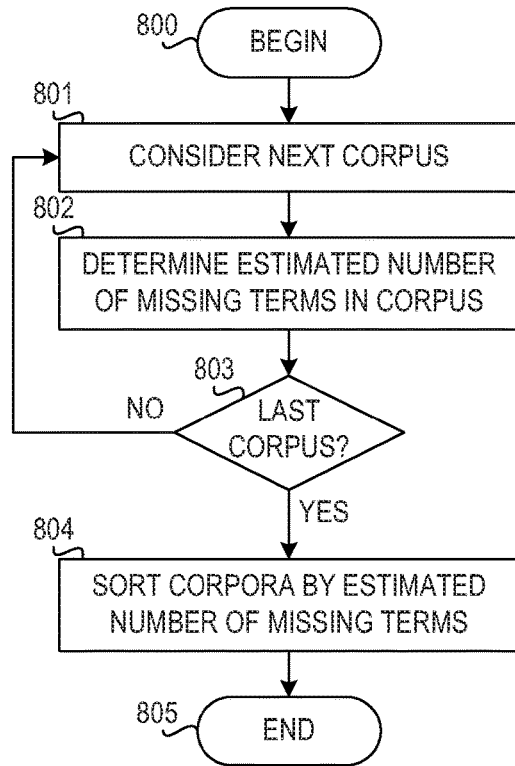 800
BEGIN
801
CONSIDER NEXT CORPUS
802
DETERMINE ESTIMATED NUMBER
OF MISSING TERMS IN CORPUS
803
NO
LAST
CORPUS?
YES
804
SORT CORPORA BY ESTIMATED
NUMBER OF MISSING TERMS
805
END